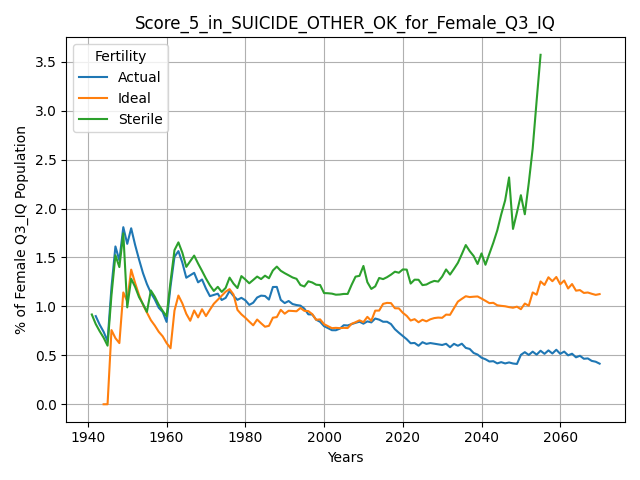 Score_5_in_SUICIDE_OTHER_OK_for_Female_Q3_IQ
% of Female Q3_IQ Population
3.5
3.0
2.5
2.0
1.5
1.0
0.5
0.0
Fertility
Actual
Ideal
Sterile
1940 1960 1980 2000 2020 2040 2060
Years